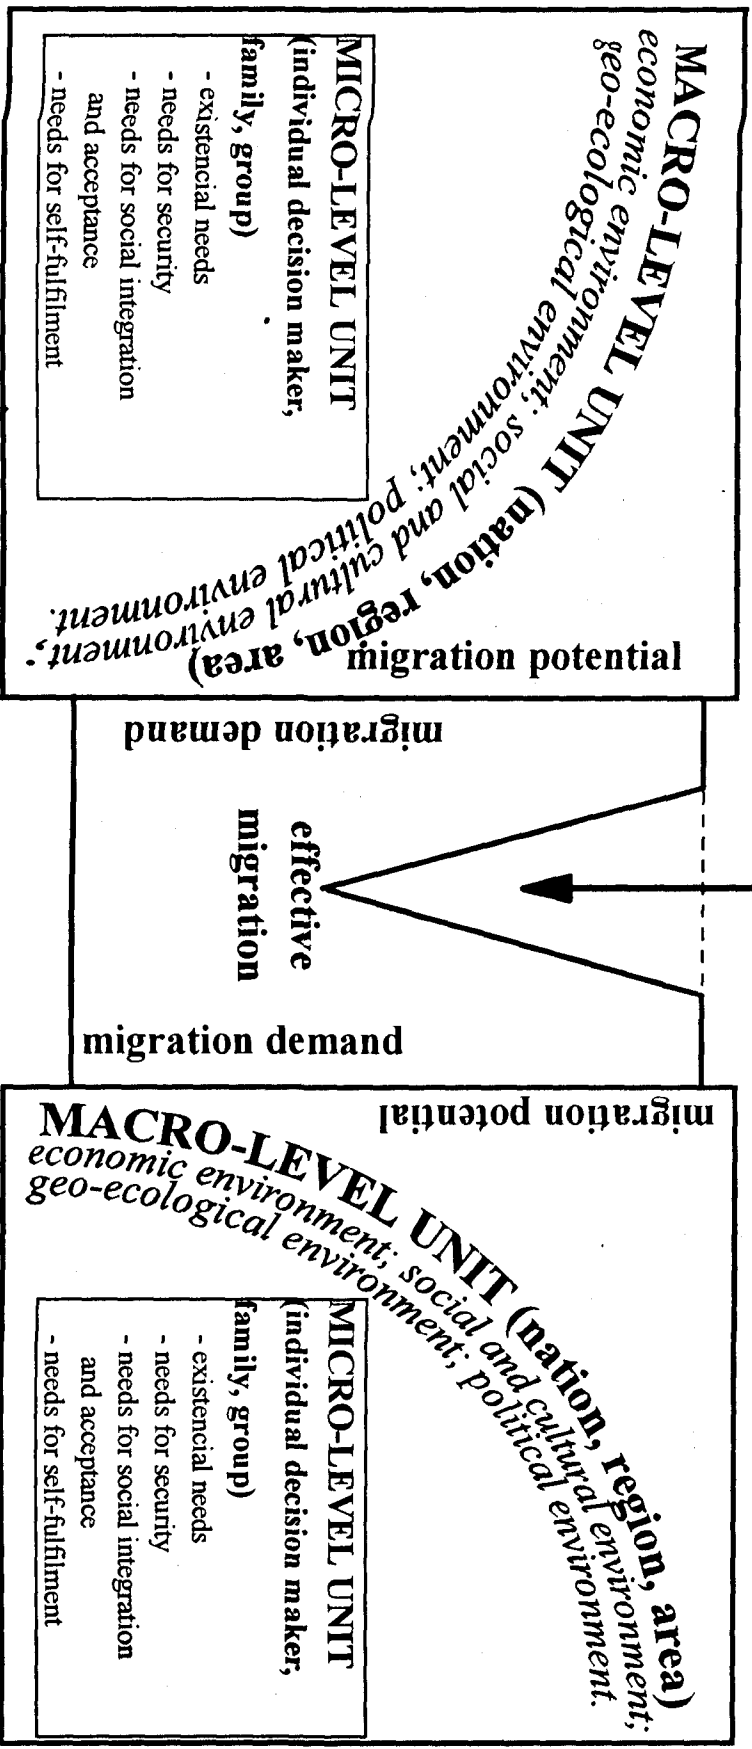 MACRO-LEVEL UNIT (nation, region, area)
economic environment; social and cultural environment;
geo-ecological environment; political environment.
MICRO-LEVEL UNIT
(individual decision maker,
family, group)
- existencial needs
- needs for security
- needs for social integration
and acceptance
- needs for self-fulfilment
migration potential
migration demand
effective
migration
migration demand
migration potential
MACRO-LEVEL UNIT (nation, region, area)
economic environment; social and cultural environment;
geo-ecological environment; political environment.
MICRO-LEVEL UNIT
(individual decision maker,
family, group)
- existencial needs
- needs for security
- needs for social integration
and acceptance
- needs for self-fulfilment